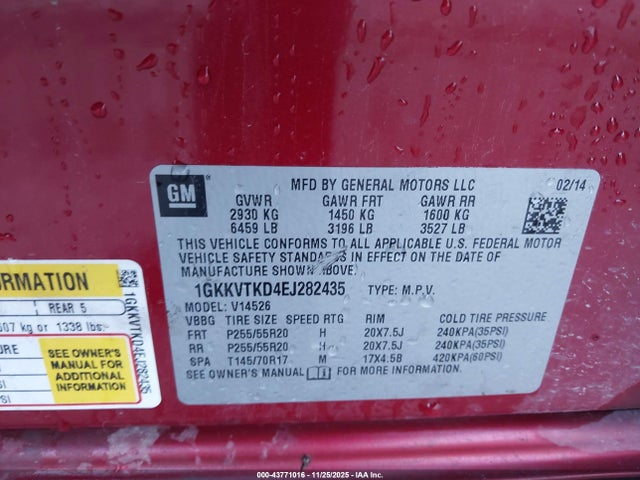 GM
MFD BY GENERAL MOTORS LLC 02/14
GVWR GAWR FRT GAWR RR
2930 KG 1450 KG 1600 KG
6459 LB 3196 LB 3527 LB
THIS VEHICLE CONFORMS TO ALL APPLICABLE U.S. FEDERAL MOTOR
VEHICLE SAFETY STANDARDS IN EFFECT ON THE DATE OF
MANUFACTURE SHOWN ABOVE.
1GKKVTKD4EJ282435 TYPE: M.P.V.
MODEL: V14526
VBBG TIRE SIZE SPEED RTG RIM COLD TIRE PRESSURE
FRT P255/55R20 H 20X7.5J 240KPA(35PSI)
RR P255/55R20 H 20X7.5J 240KPA(35PSI)
SPA T145/70R17 M 17X4.5B 420KPA(60PSI)
SEE OWNER'S MANUAL FOR MORE INFORMATION.
ORMATION
REAR 5
607 kg or 1338 lbs.
URE
SEE OWNER'S
MANUAL FOR
ADDITIONAL
INFORMATION
1GKKVTKD4EJ282435
000-43771016 - 11/25/2025 - IAA Inc.